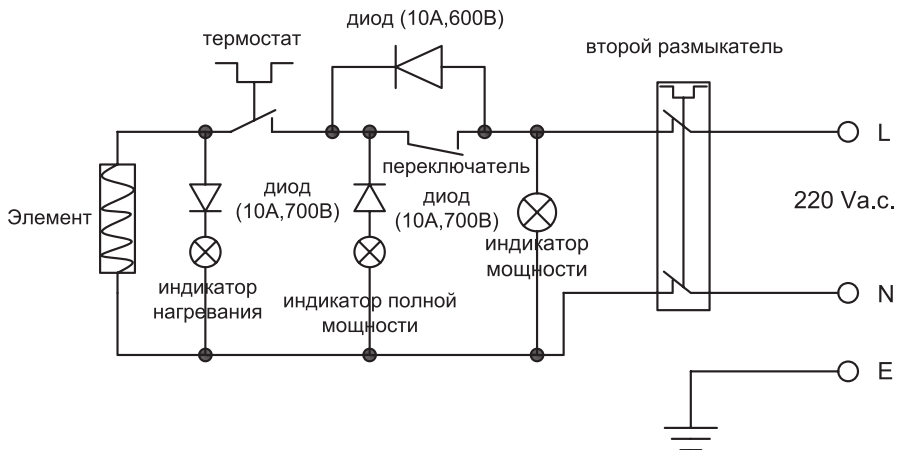 диод (10А,600В)
термостат
второй размыкатель
L
переключатель
220 Va.c.
Элемент
диод
(10А,700В)
диод
(10А,700В)
индикатор
мощности
индикатор
нагревания
индикатор полной
мощности
N
E